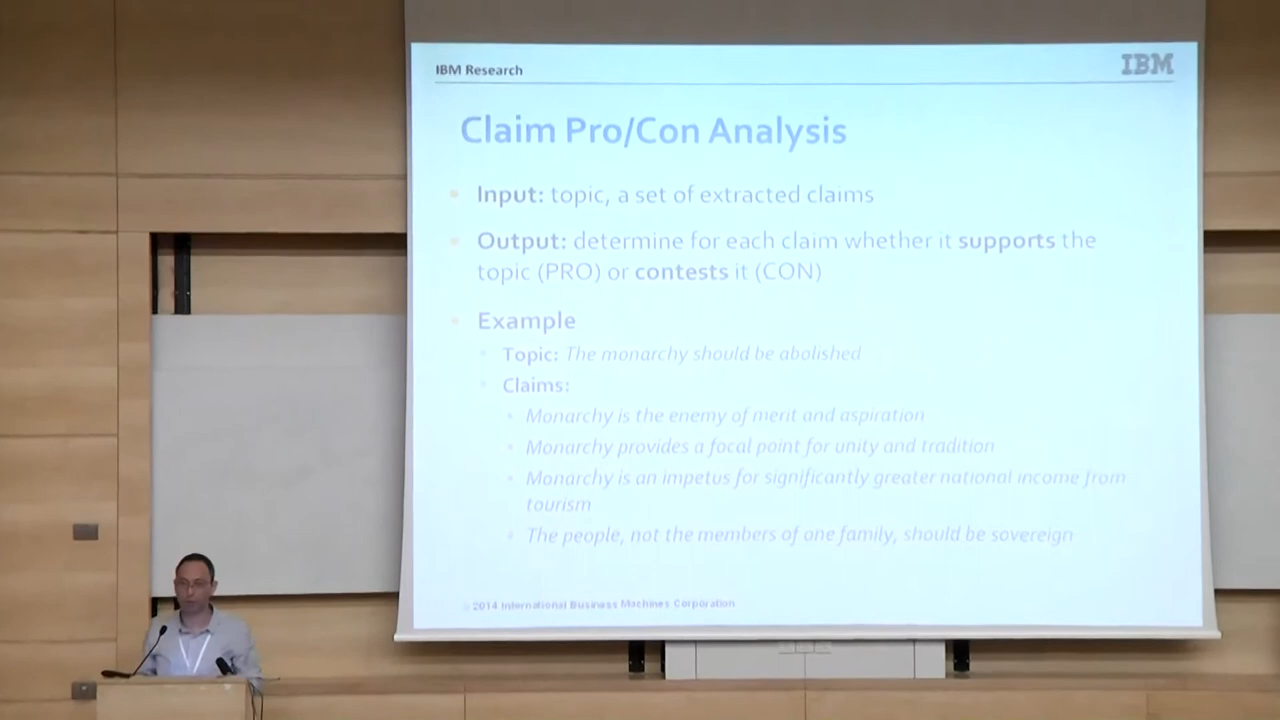 IBM Research
IBM
Claim Pro/Con Analysis
Input: topic, a set of extracted claims
Output: determine for each claim whether it supports the
topic (PRO) or contests it (CON)
Example
Topic: The monarchy should be abolished
Claims:
Monarchy is the enemy of merit and aspiration
Monarchy provides a focal point for unity and tradition
Monarchy is an impetus for significantly greater national income from
tourism
The people, not the members of one family, should be sovereign
© 2014 International Business Machines Corporation